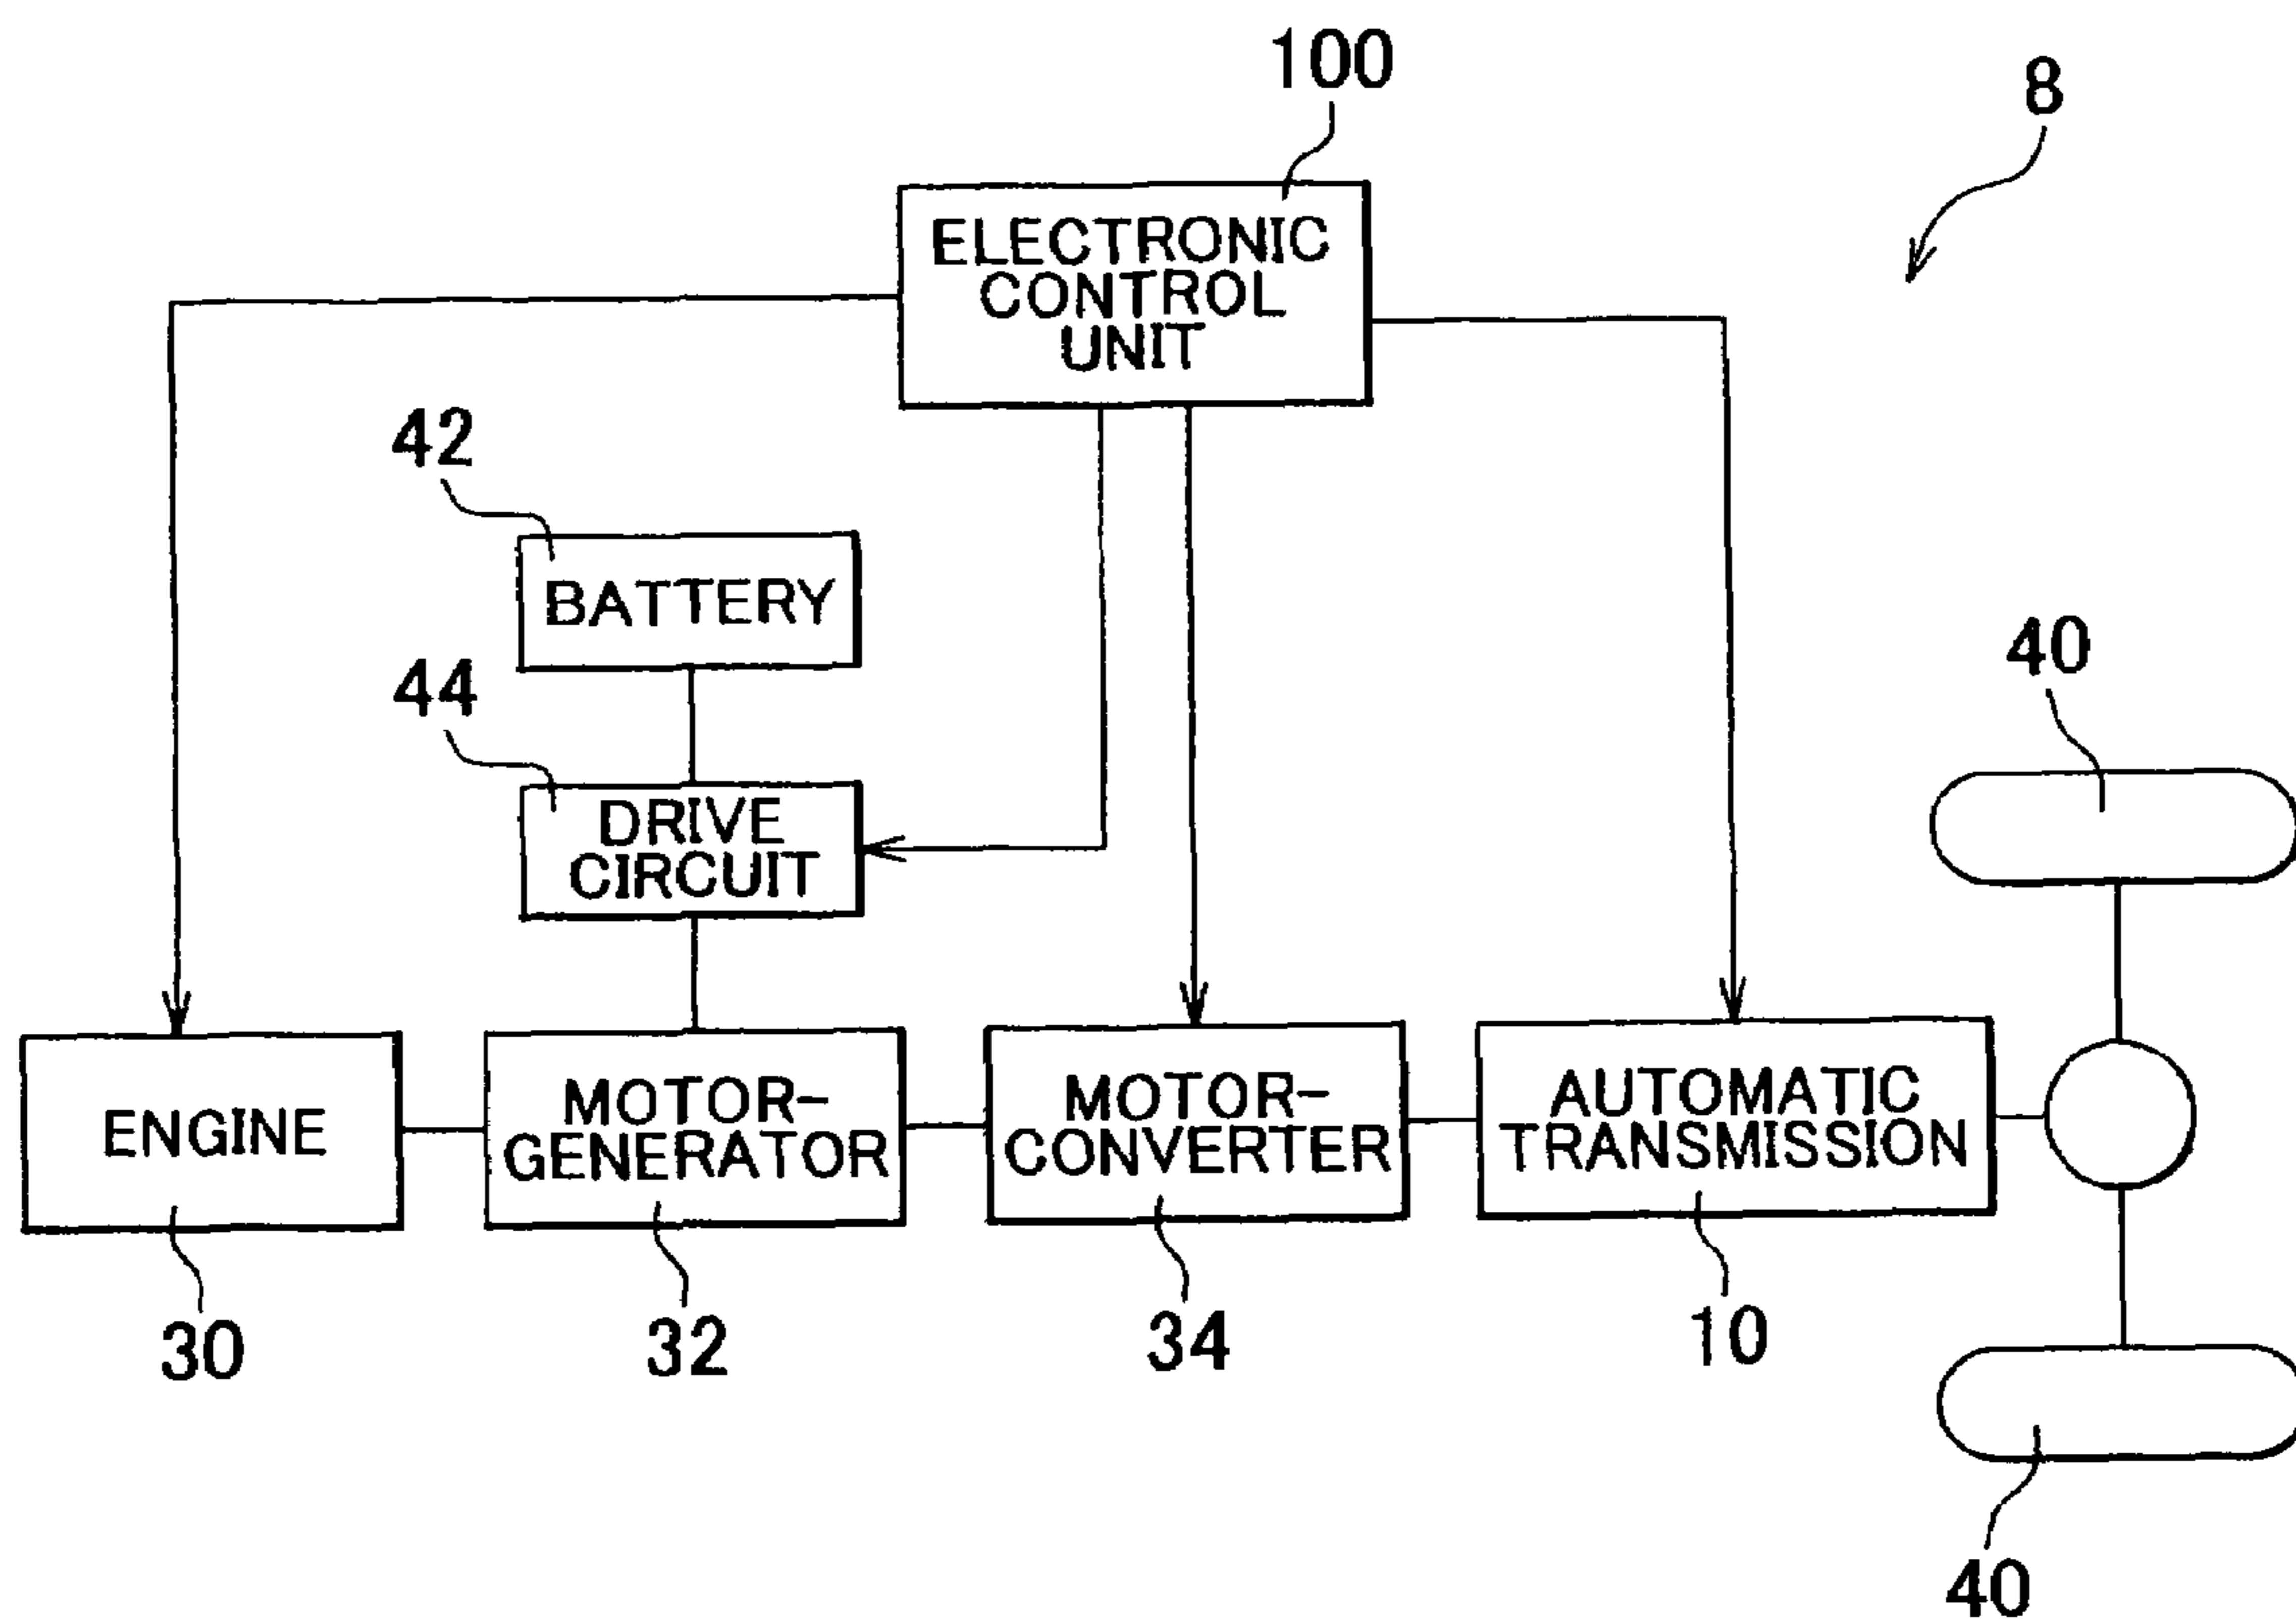 100
8
ELECTRONIC
CONTROL
UNIT
42
BATTERY
44
DRIVE
CIRCUIT
40
ENGINE
MOTOR-
GENERATOR
MOTOR-
CONVERTER
AUTOMATIC
TRANSMISSION
30
32
34
10
40